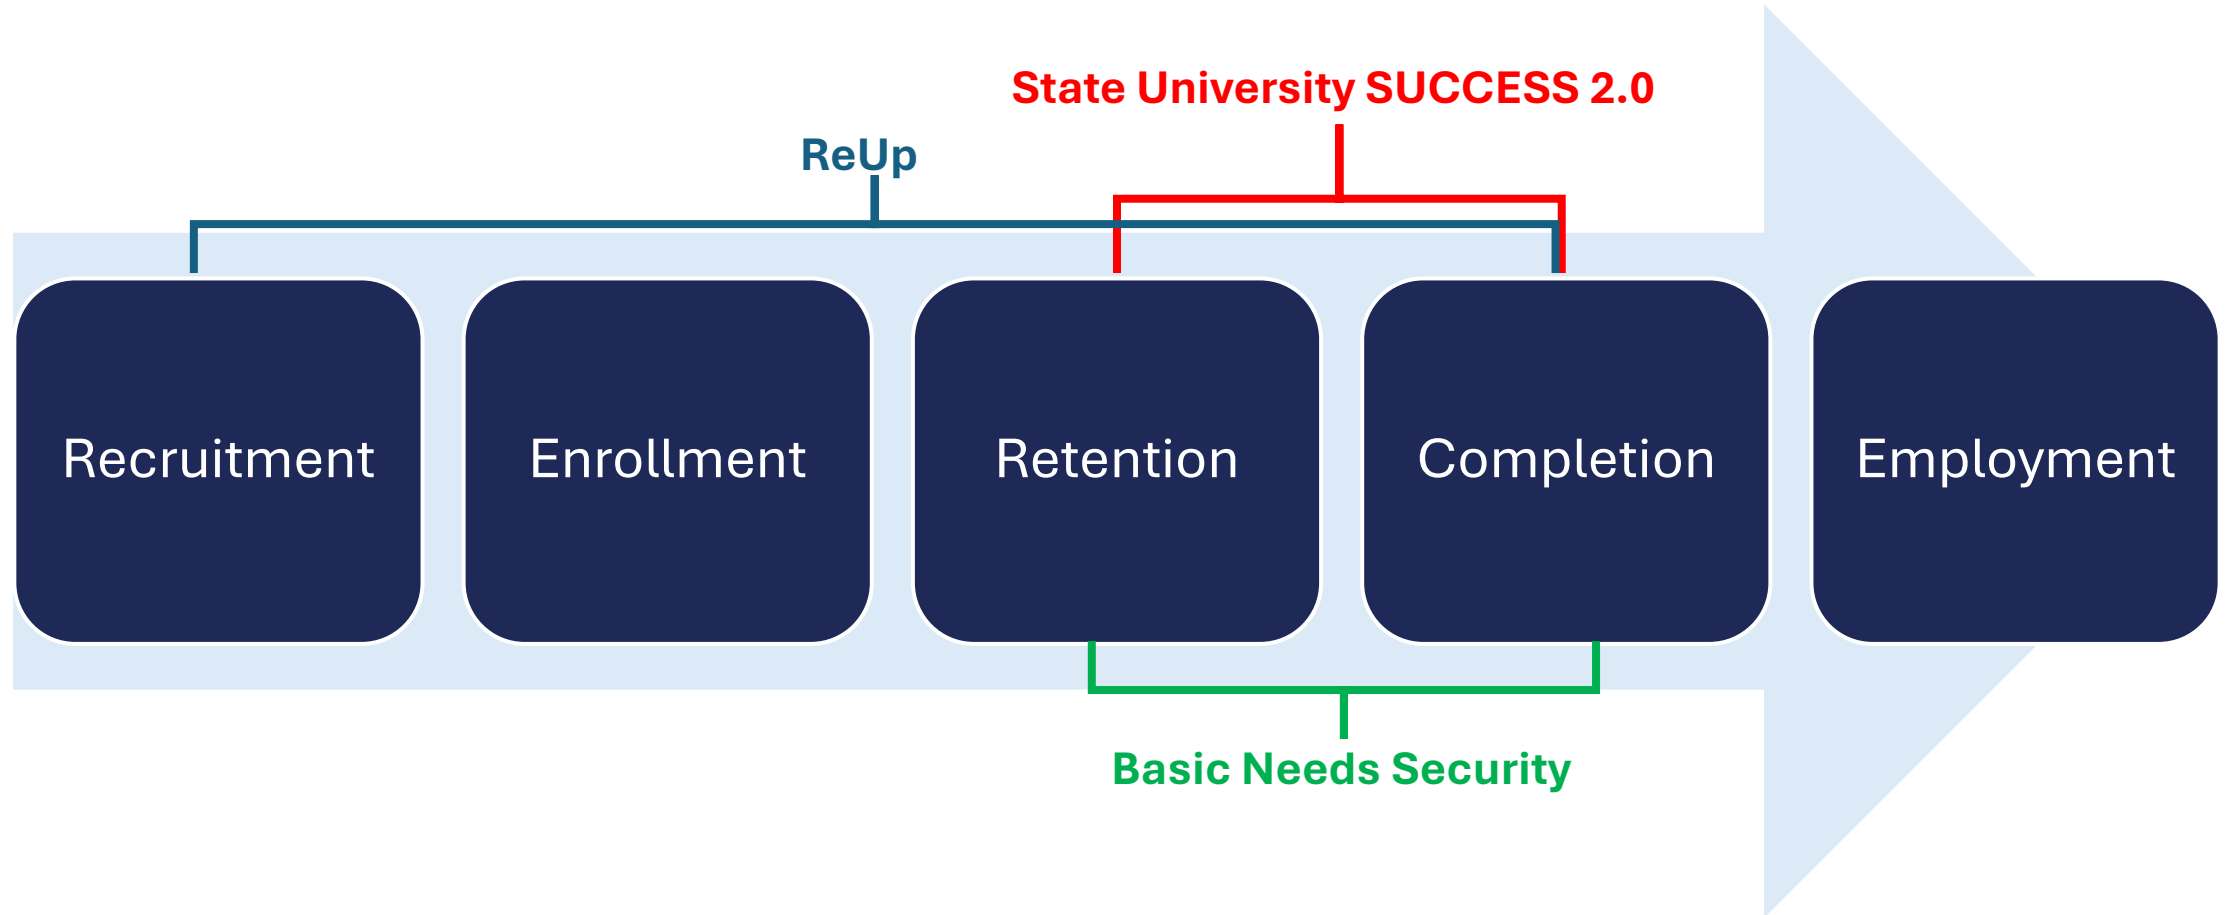 State University SUCCESS 2.0
ReUp
Recruitment
Enrollment
Retention
Completion
Employment
Basic Needs Security